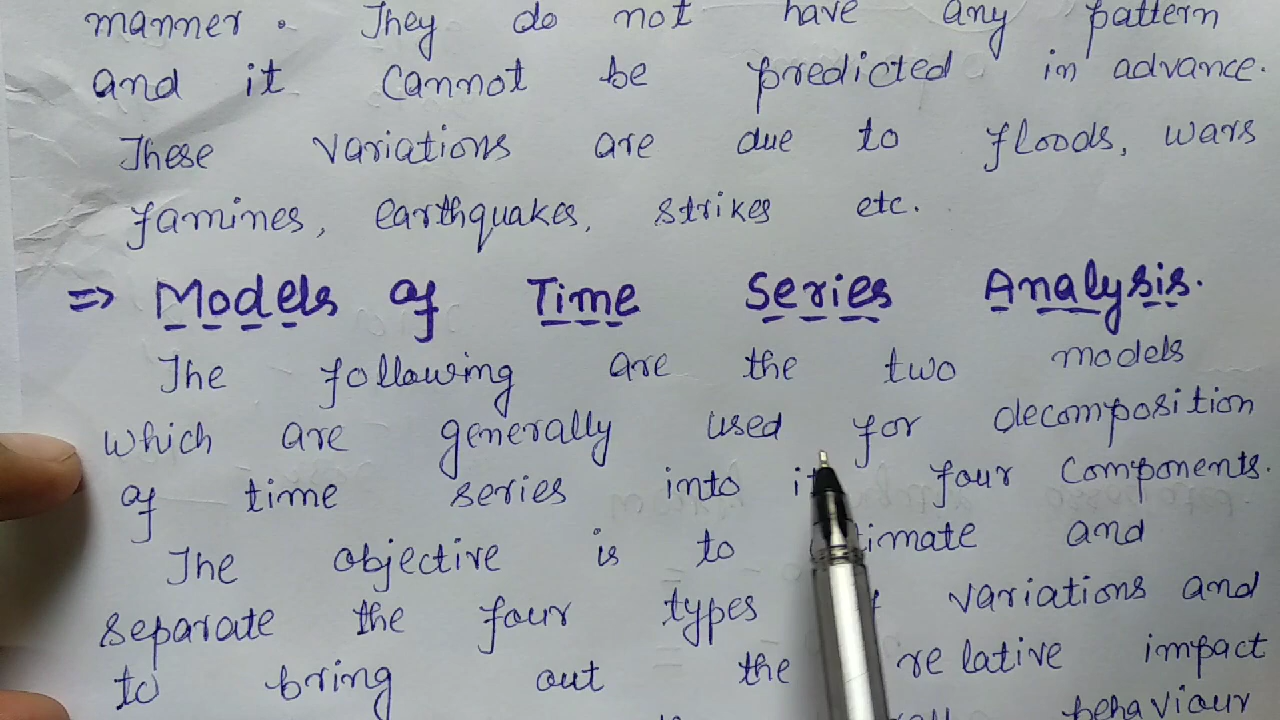 manner. They do not have any pattern
and it cannot be predicted in advance.
These variations are due to floods, wars
famines, earthquakes, strikes etc.
=> Models of Time Series Analysis.
The following are the two models
which are generally used for decomposition
of time series into its four components.
The objective is to estimate and
separate the four types of variations and
to bring out the relative impact
behaviour